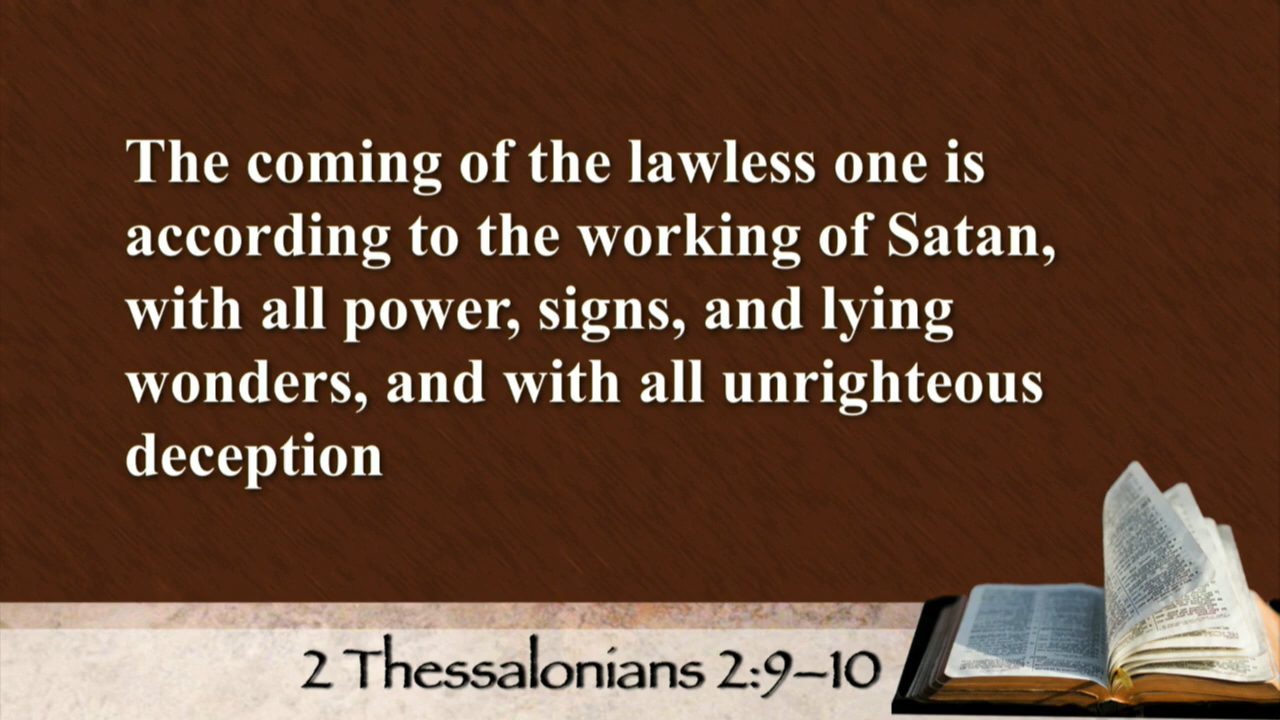 The coming of the lawless one is
according to the working of Satan,
with all power, signs, and lying
wonders, and with all unrighteous
deception
2 Thessalonians 2:9–10